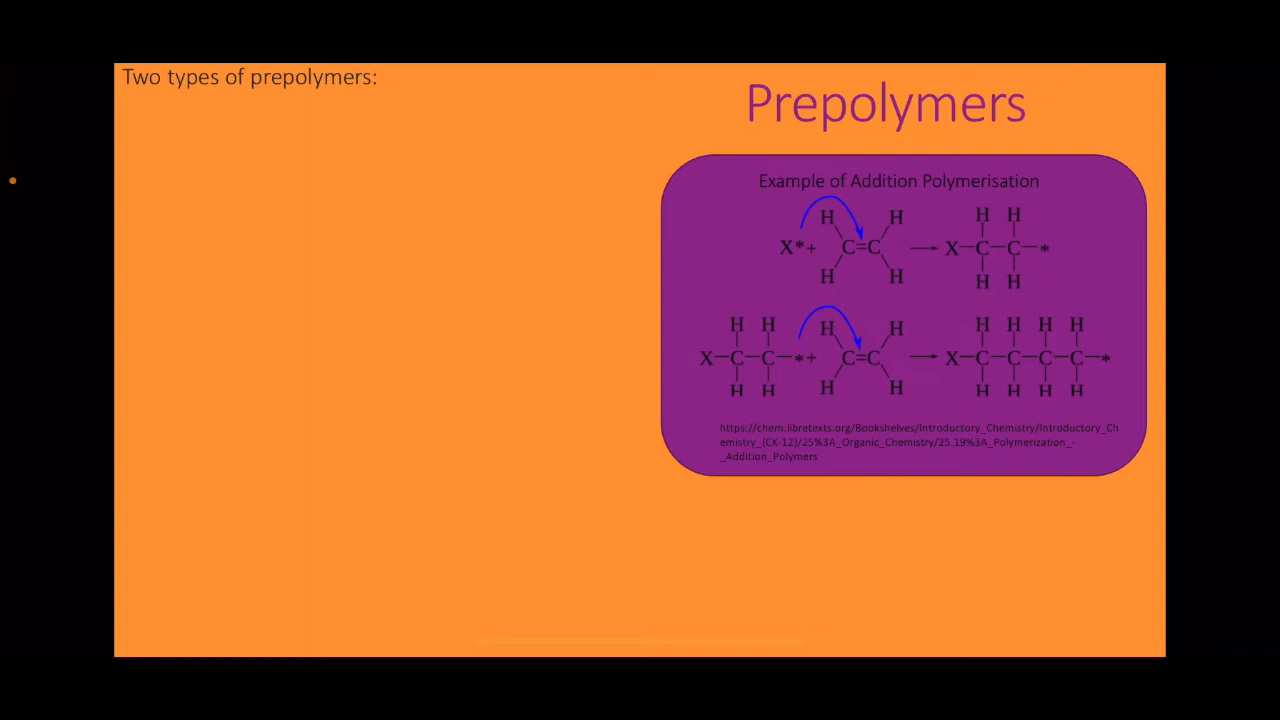 Two types of prepolymers:
Prepolymers
Example of Addition Polymerisation
H H H H
X*+ C=C X—C—C—*
H H H H
H H H H H H H H
X—C—C—*+ C=C X—C—C—C—C—*
H H H H H H H H
https://chem.libretexts.org/Bookshelves/Introductory_Chemistry/Introductory_Ch
emistry_(CK-12)/25%3A_Organic_Chemistry/25.19%3A_Polymerization_-
_Addition_Polymers